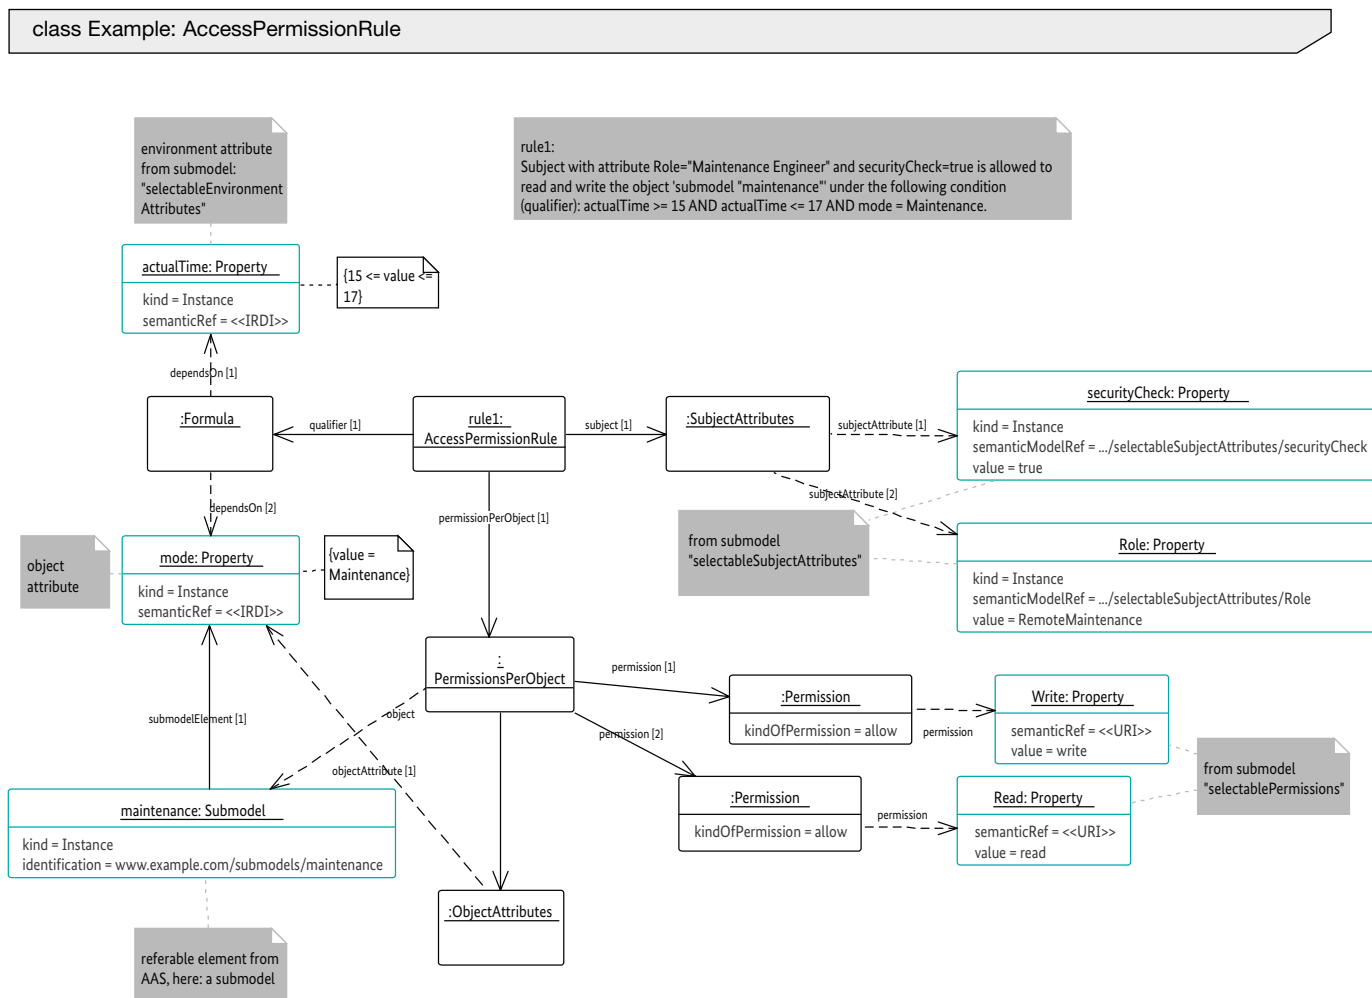 class Example: AccessPermissionRule
environment attribute
from submodel:
"selectableEnvironment
Attributes"
rule1:
Subject with attribute Role="Maintenance Engineer" and securityCheck=true is allowed to
read and write the object 'submodel "maintenance"' under the following condition
(qualifier): actualTime >= 15 AND actualTime <= 17 AND mode = Maintenance.
actualTime: Property
kind = Instance
semanticRef = <<IRDI>>
{15 <= value <=
17}
dependsOn [1]
:Formula
qualifier [1]
rule1:
AccessPermissionRule
subject [1]
:SubjectAttributes
subjectAttribute [1]
securityCheck: Property
kind = Instance
semanticModelRef = .../selectableSubjectAttributes/securityCheck
value = true
subjectAttribute [2]
dependsOn [2]
permissionPerObject [1]
from submodel
"selectableSubjectAttributes"
Role: Property
kind = Instance
semanticModelRef = .../selectableSubjectAttributes/Role
value = RemoteMaintenance
object
attribute
mode: Property
kind = Instance
semanticRef = <<IRDI>>
{value =
Maintenance}
:
PermissionsPerObject
permission [1]
:Permission
kindOfPermission = allow
permission
Write: Property
semanticRef = <<URI>>
value = write
submodelElement [1]
object
permission [2]
objectAttribute [1]
from submodel
"selectablePermissions"
:Permission
kindOfPermission = allow
permission
Read: Property
semanticRef = <<URI>>
value = read
maintenance: Submodel
kind = Instance
identification = www.example.com/submodels/maintenance
:ObjectAttributes
referable element from
AAS, here: a submodel